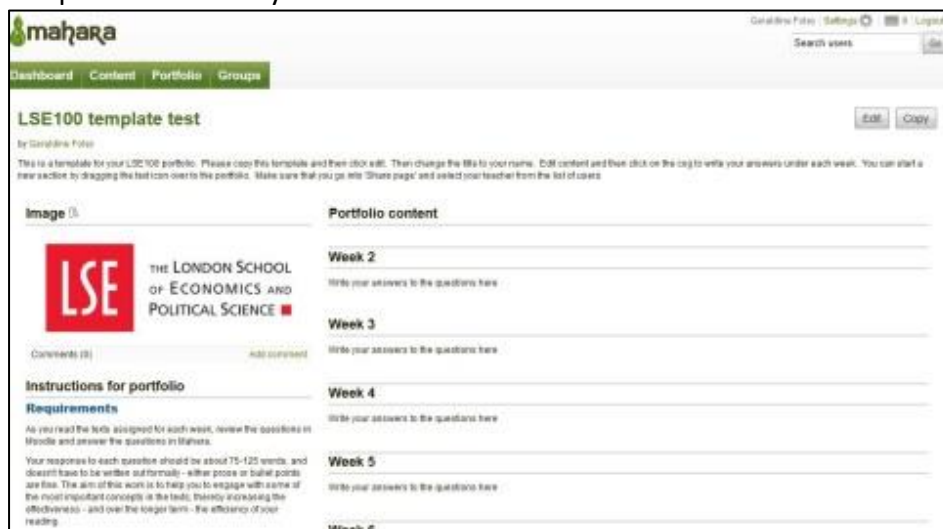 mahara
Geraldine Foley | Settings | 0 | Logout
Search users Go
Dashboard Content Portfolio Groups
LSE100 template test
Edit Copy
by Geraldine Foley
This is a template for your LSE100 portfolio. Please copy this template and then click edit. Then change the title to your name. Edit content and then click on the cog to write your answers under each week. You can start a
new section by dragging the text icon over to the portfolio. Make sure that you go into 'Share page' and select your teacher from the list of users
Image
LSE THE LONDON SCHOOL
OF ECONOMICS AND
POLITICAL SCIENCE
Comments (0) Add comment
Instructions for portfolio
Requirements
As you read the texts assigned for each week, review the questions in
Moodle and answer the questions in Mahara.
Your response to each question should be about 75-125 words, and
doesn't have to be written out formally - either prose or bullet points
are fine. The aim of this work is to help you to engage with some of
the most important concepts in the texts, thereby increasing the
effectiveness - and over the longer term - the efficiency of your
reading.
Portfolio content
Week 2
Write your answers to the questions here
Week 3
Write your answers to the questions here
Week 4
Write your answers to the questions here
Week 5
Write your answers to the questions here
Week 6